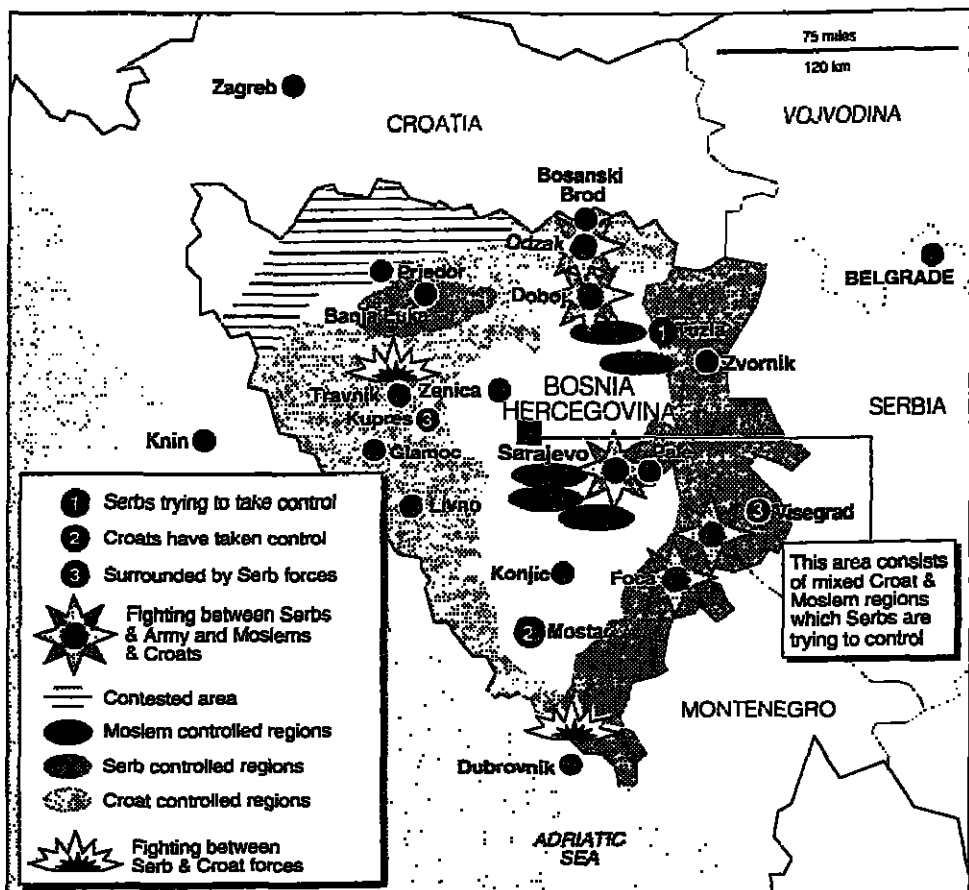 75 miles
120 km
Zagreb
CROATIA
VOJVODINA
Bosanski
Brod
Odzak
BELGRADE
Prjedor
Doboj
Banja Luka
1
Tuzla
Zvornik
Travnik
Zenica
BOSNIA
HERCEGOVINA
Kupres
3
SERBIA
Knin
Glamoc
Sarajevo
Pale
Livno
3
Visegrad
Konjic
Foca
2
Mostar
MONTENEGRO
Dubrovnik
ADRIATIC
SEA
This area consists
of mixed Croat &
Moslem regions
which Serbs are
trying to control
1 Serbs trying to take control
2 Croats have taken control
3 Surrounded by Serb forces
Fighting between Serbs
& Army and Moslems
& Croats
Contested area
Moslem controlled regions
Serb controlled regions
Croat controlled regions
Fighting between
Serb & Croat forces